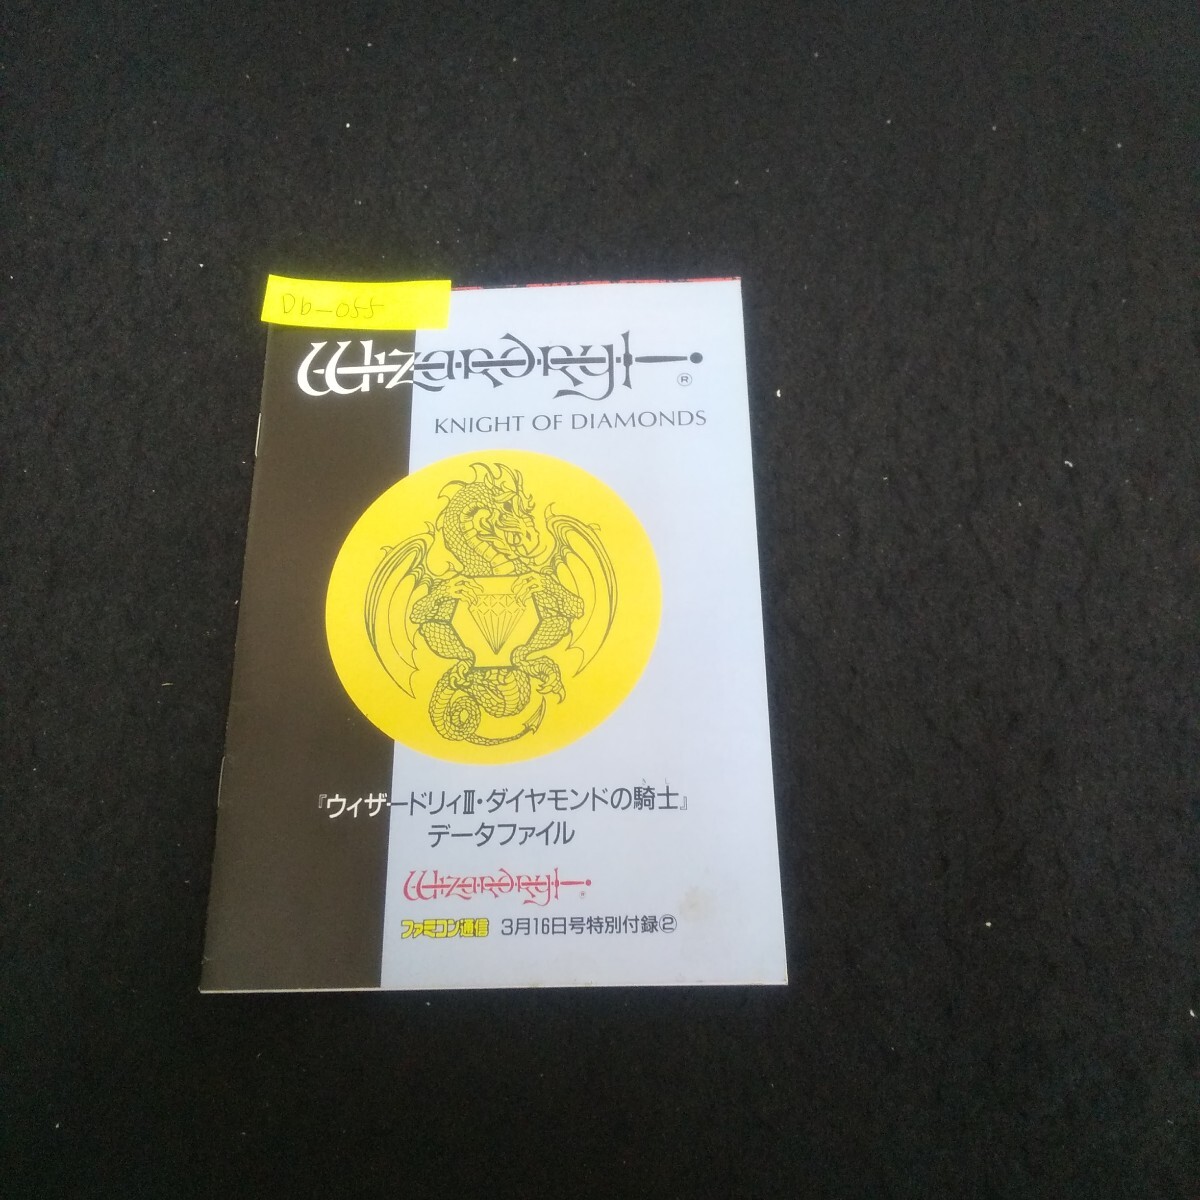 Db-055
Wizardry
®
KNIGHT OF DIAMONDS
『ウィザードリィⅢ・ダイヤモンドの騎士』
きし
データファイル
Wizardry
®
ファミコン通信 3月16日号特別付録②